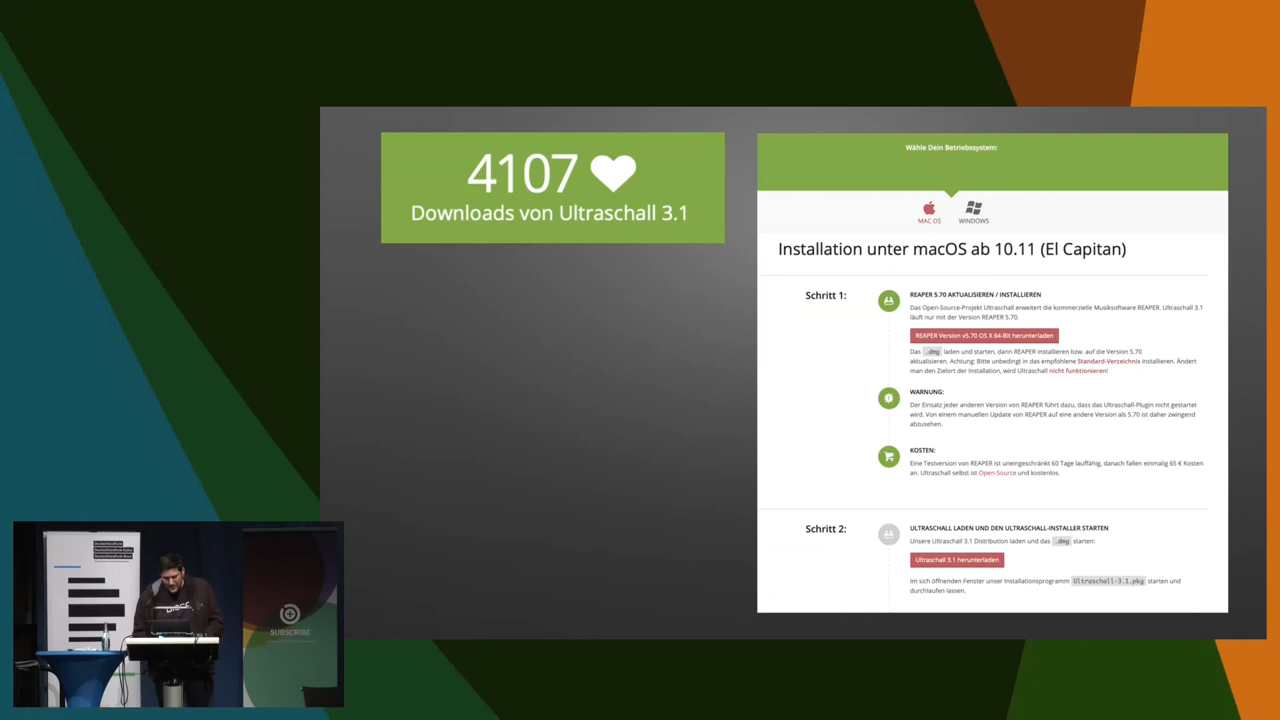 4107
Downloads von Ultraschall 3.1
Wähle Dein Betriebssystem:
MAC OS
WINDOWS
Installation unter macOS ab 10.11 (El Capitan)
Schritt 1:
REAPER 5.70 AKTUALISIEREN / INSTALLIEREN
Das Open-Source-Projekt Ultraschall erweitert die kommerzielle Musiksoftware REAPER. Ultraschall 3.1
läuft nur mit der Version REAPER 5.70.
REAPER Version v5.70 OS X 64-Bit herunterladen
Das .dmg laden und starten, dann REAPER installieren bzw. auf die Version 5.70
aktualisieren. Achtung: Bitte unbedingt in das empfohlene Standard-Verzeichnis installieren. Ändert
man den Zielort der Installation, wird Ultraschall nicht funktionieren!
WARNUNG:
Der Einsatz jeder anderen Version von REAPER führt dazu, dass das Ultraschall-Plugin nicht gestartet
wird. Von einem manuellen Update von REAPER auf eine andere Version als 5.70 ist daher zwingend
abzusehen.
KOSTEN:
Eine Testversion von REAPER ist uneingeschränkt 60 Tage lauffähig, danach fallen einmalig 65 € Kosten
an. Ultraschall selbst ist Open-Source und kostenlos.
Schritt 2:
ULTRASCHALL LADEN UND DEN ULTRASCHALL-INSTALLER STARTEN
Unsere Ultraschall 3.1 Distribution laden und das .dmg starten:
Ultraschall 3.1 herunterladen
Im sich öffnenden Fenster unser Installationsprogramm Ultraschall-3.1.pkg starten und
durchlaufen lassen.
Deutschlandfunk
Deutschlandfunk Kultur
Deutschlandfunk Nova
SUBSCRIBE